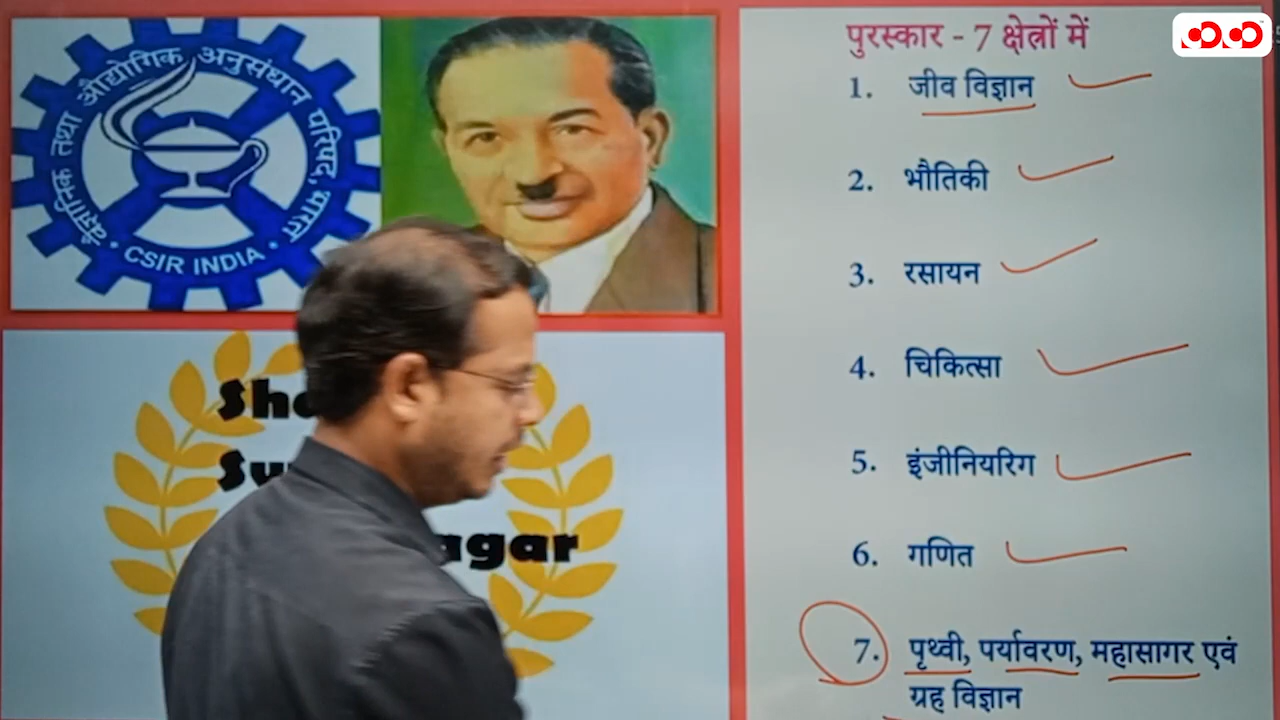 वैज्ञानिक तथा औद्योगिक अनुसंधान परिषद, भारत
• CSIR INDIA •
पुरस्कार - 7 क्षेत्रों में
1. जीव विज्ञान
2. भौतिकी
3. रसायन
4. चिकित्सा
5. इंजीनियरिग
6. गणित
7. पृथ्वी, पर्यावरण, महासागर एवं
ग्रह विज्ञान